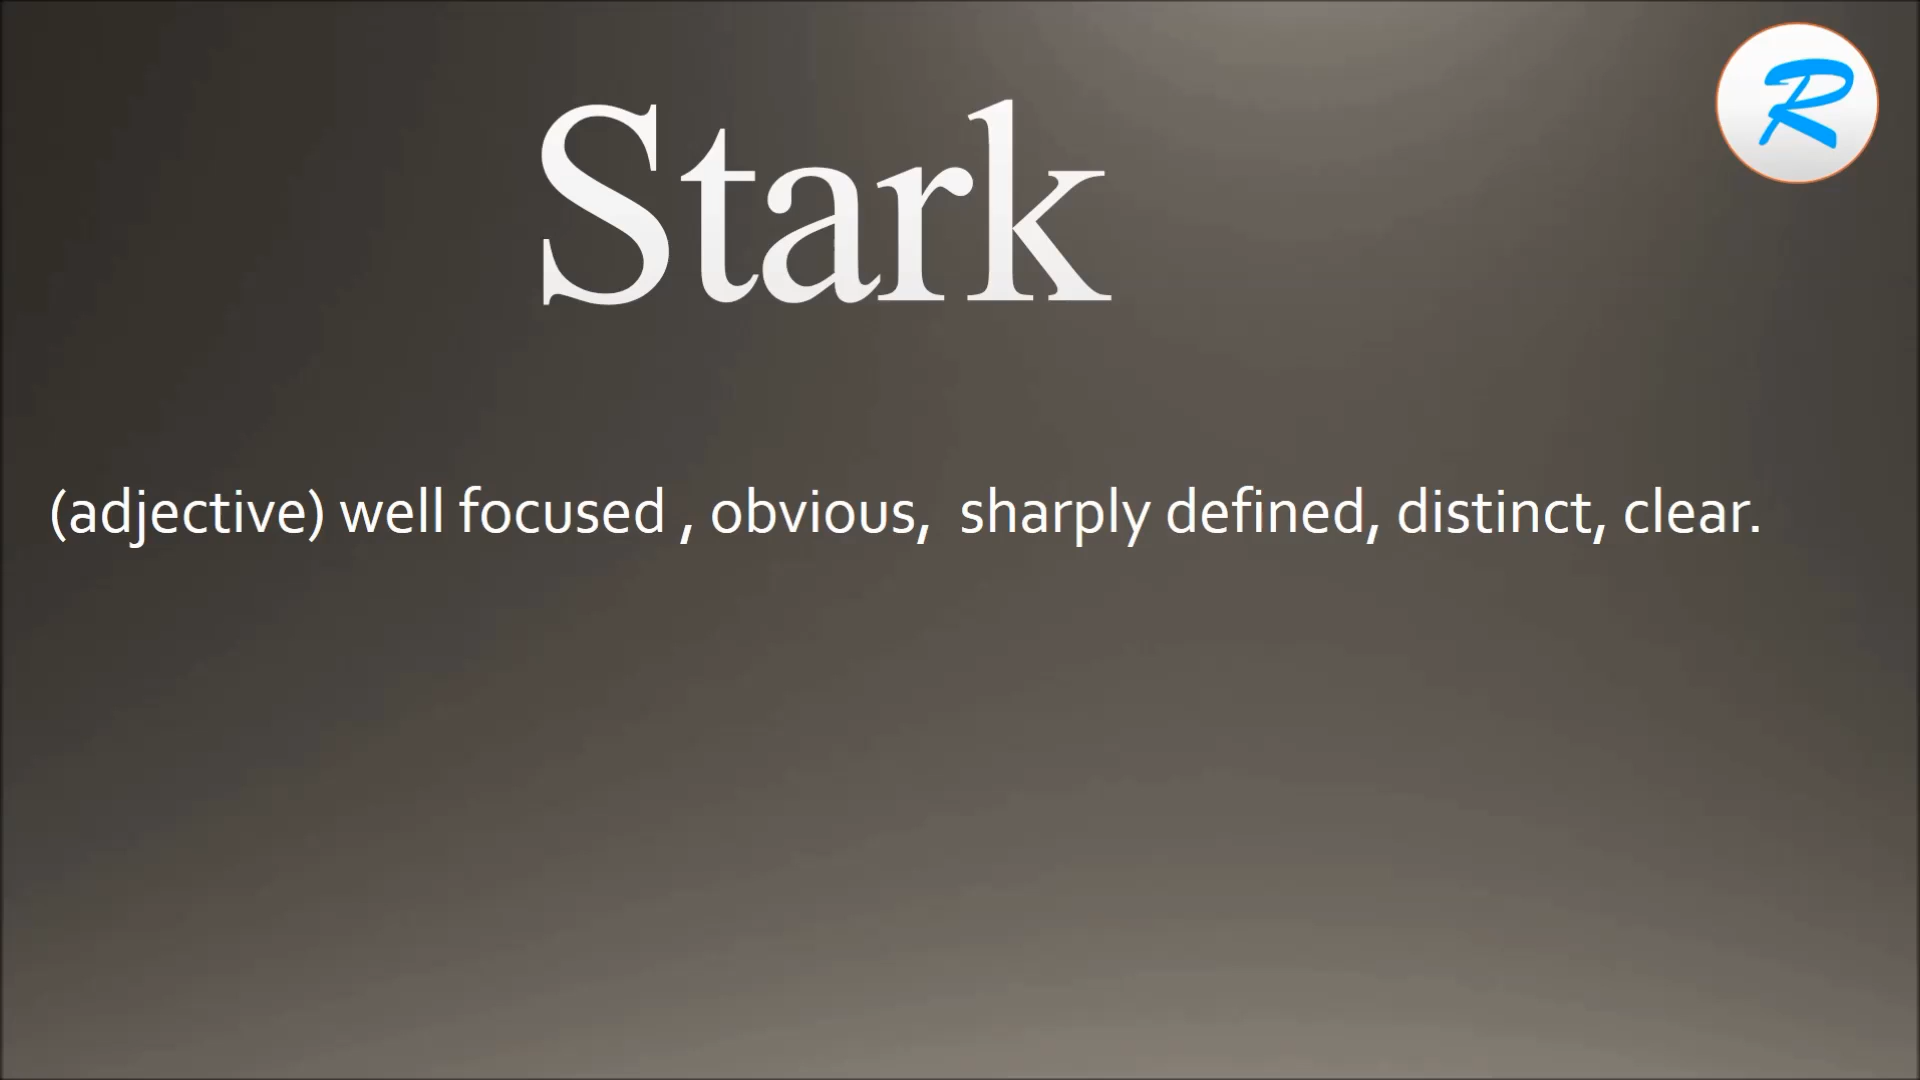 R
Stark
(adjective) well focused , obvious,  sharply defined, distinct, clear.